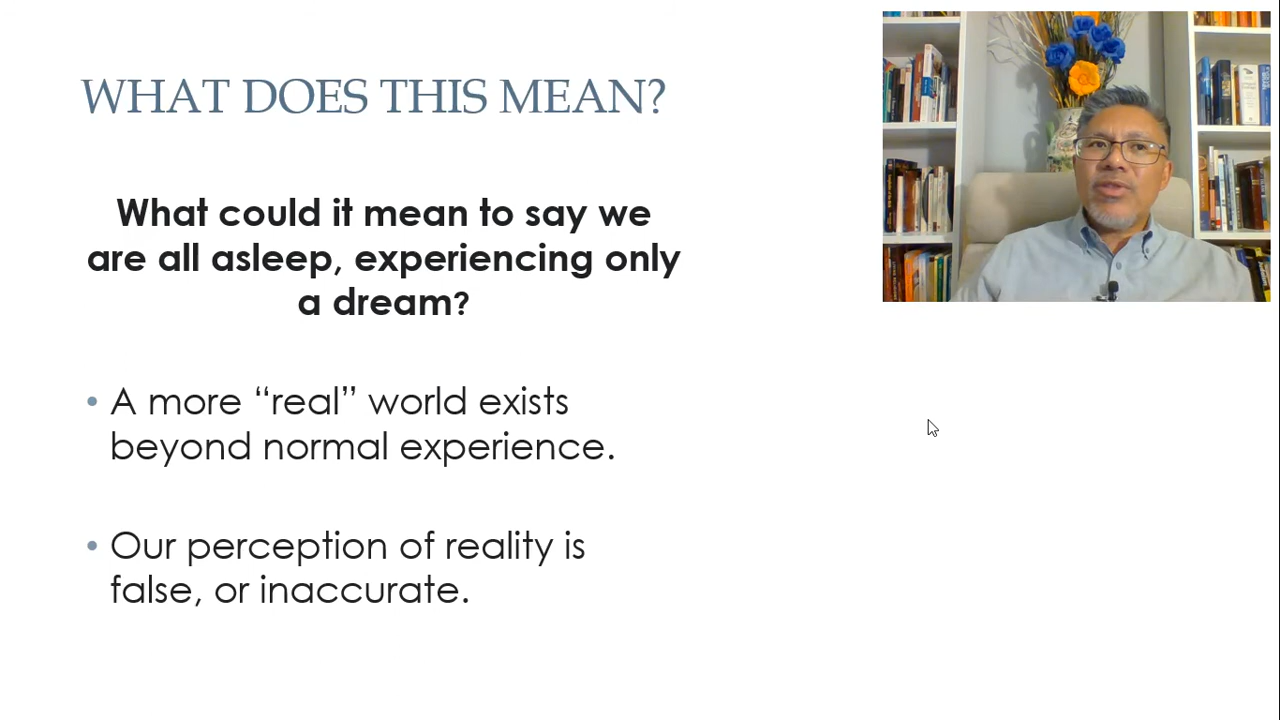 WHAT DOES THIS MEAN?
What could it mean to say we
are all asleep, experiencing only
a dream?
• A more “real” world exists
beyond normal experience.
• Our perception of reality is
false, or inaccurate.